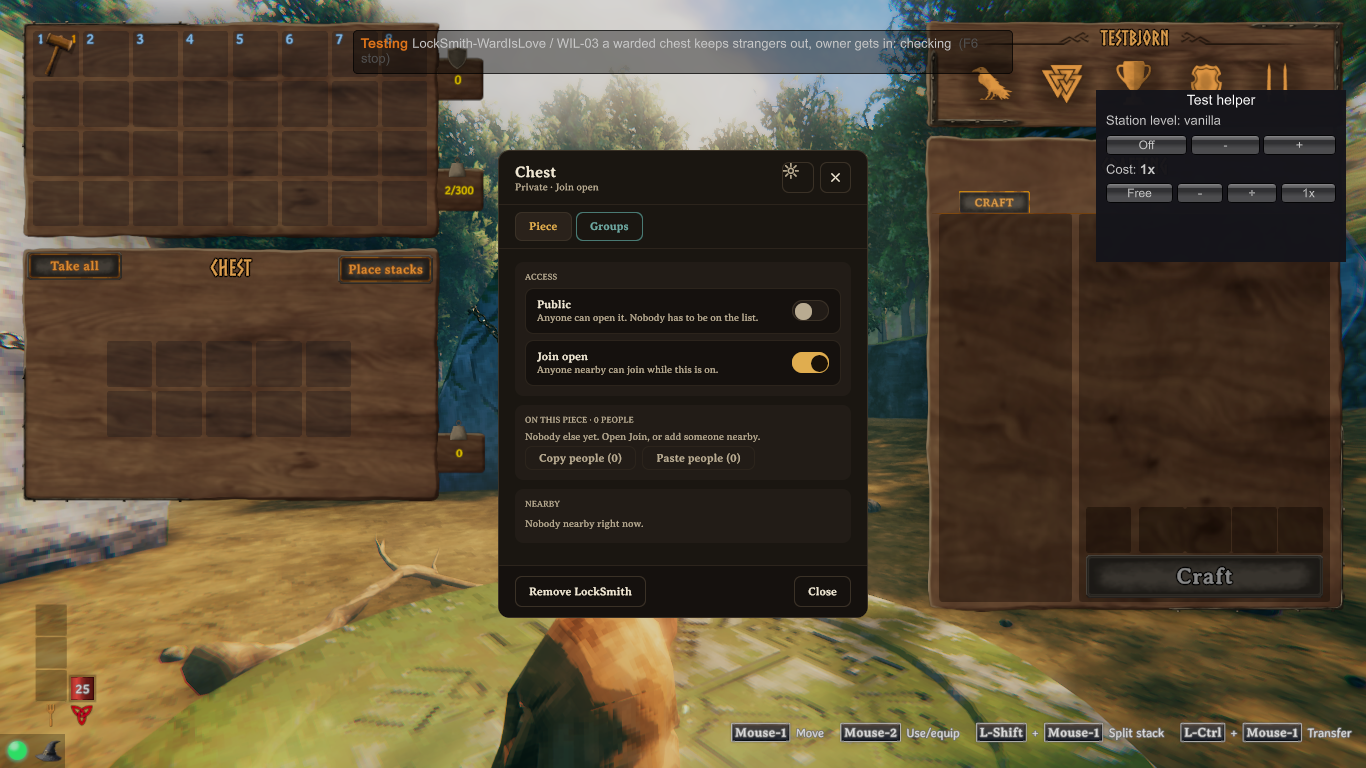 1 2 3 4 5 6 7 8
Testing LockSmith-WardIsLove / WIL-03 a warded chest keeps strangers out, owner gets in: checking (F6
stop)
0
2/300
TESTBJORN
Test helper
Station level: vanilla
Off - +
Cost: 1x
Free - + 1x
Chest
Private · Join open
Piece Groups
ACCESS
Public
Anyone can open it. Nobody has to be on the list.
Join open
Anyone nearby can join while this is on.
ON THIS PIECE · 0 PEOPLE
Nobody else yet. Open Join, or add someone nearby.
Copy people (0) Paste people (0)
NEARBY
Nobody nearby right now.
Remove LockSmith Close
Take all CHEST Place stacks
0
CRAFT
Craft
25
Mouse-1 Move Mouse-2 Use/equip L-Shift + Mouse-1 Split stack L-Ctrl + Mouse-1 Transfer